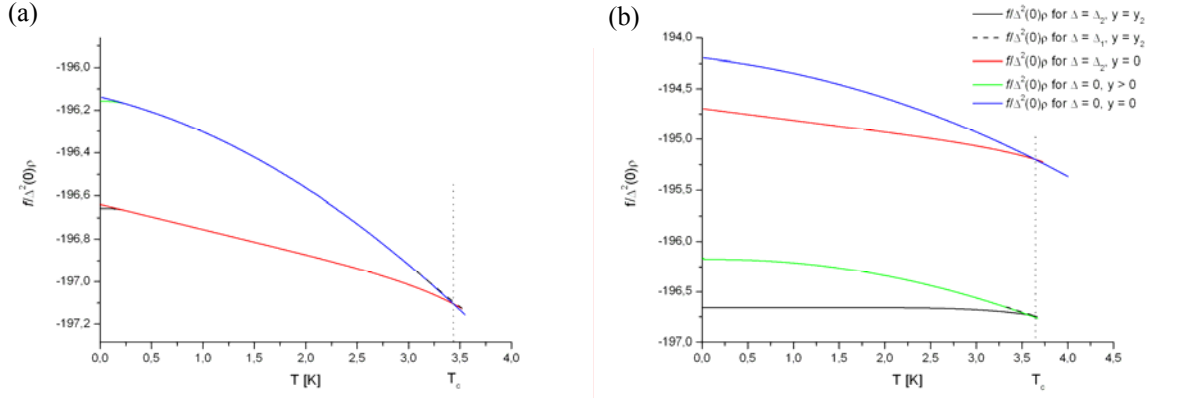 (a)
-196,0
-196,2
-196,4
-196,6
-196,8
-197,0
-197,2
f/Δ²(0)ρ
0,0 0,5 1,0 1,5 2,0 2,5 3,0 3,5 4,0
T [K]
T_c
(b)
f/Δ²(0)ρ for Δ = Δ₂, y = y₂
f/Δ²(0)ρ for Δ = Δ₁, y = y₂
f/Δ²(0)ρ for Δ = Δ₂, y = 0
f/Δ²(0)ρ for Δ = 0, y > 0
f/Δ²(0)ρ for Δ = 0, y = 0
-194,0
-194,5
-195,0
-195,5
-196,0
-196,5
-197,0
f/Δ²(0)ρ
0,0 0,5 1,0 1,5 2,0 2,5 3,0 3,5 4,0 4,5
T [K]
T_c